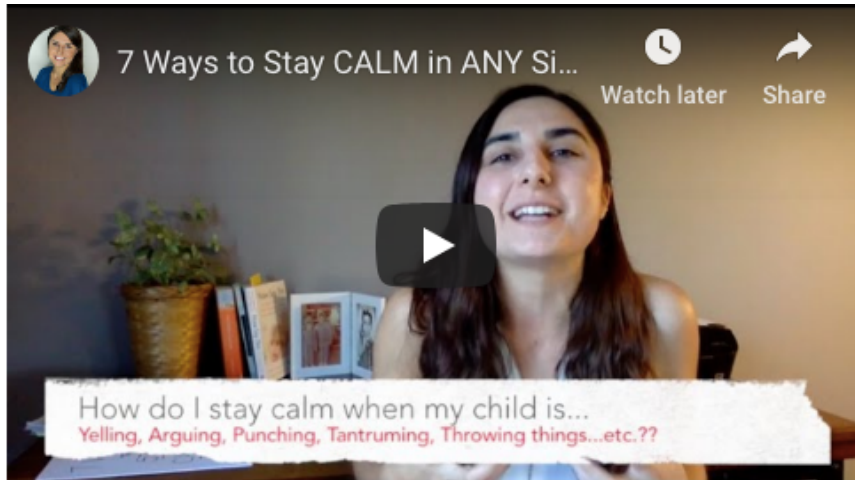 7 Ways to Stay CALM in ANY Si...
Watch later
Share
How do I stay calm when my child is...
Yelling, Arguing, Punching, Tantruming, Throwing things...etc.??